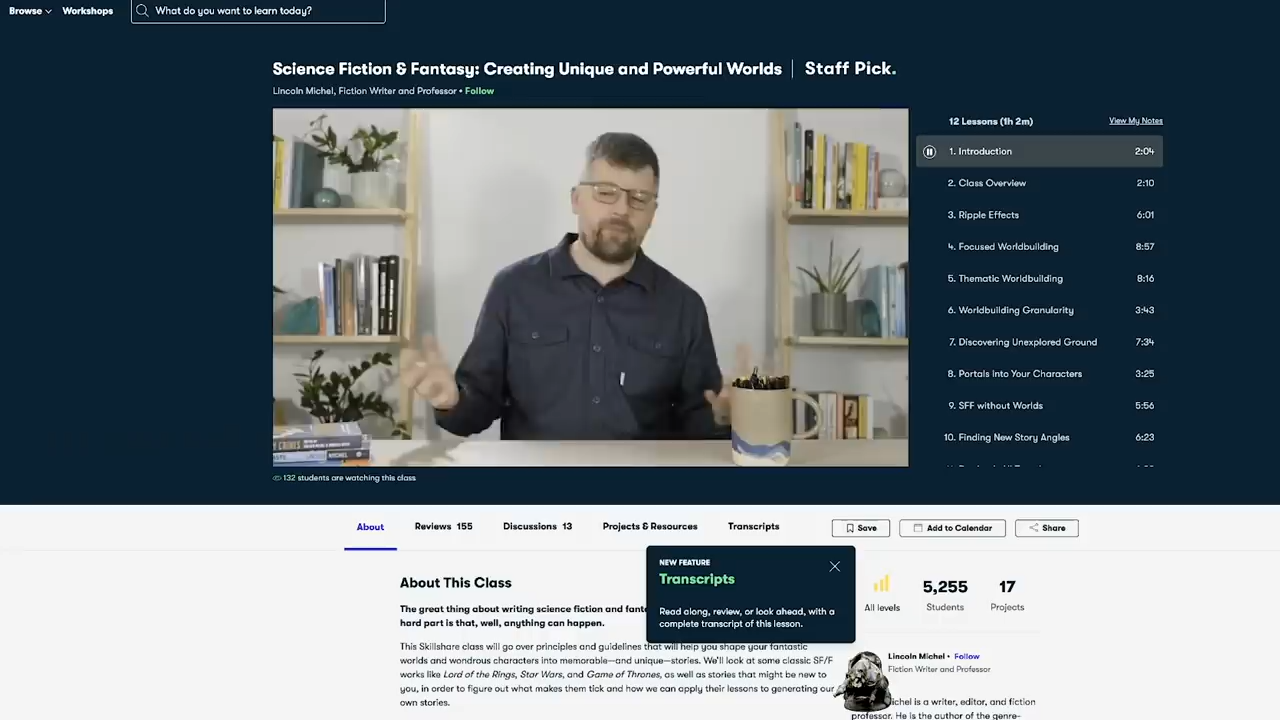 Browse
Workshops
What do you want to learn today?
Science Fiction & Fantasy: Creating Unique and Powerful Worlds
Staff Pick.
Lincoln Michel, Fiction Writer and Professor • Follow
12 Lessons (1h 2m)
View My Notes
1. Introduction 2:04
2. Class Overview 2:10
3. Ripple Effects 6:01
4. Focused Worldbuilding 8:57
5. Thematic Worldbuilding 8:16
6. Worldbuilding Granularity 3:43
7. Discovering Unexplored Ground 7:34
8. Portals into Your Characters 3:25
9. SFF without Worlds 5:56
10. Finding New Story Angles 6:23
132 students are watching this class
About
Reviews 155
Discussions 13
Projects & Resources
Transcripts
Save
Add to Calendar
Share
NEW FEATURE
Transcripts
Read along, review, or look ahead, with a
complete transcript of this lesson.
About This Class
The great thing about writing science fiction and
hard part is that, well, anything can happen.
This Skillshare class will go over principles and guidelines that will help you shape your fantastic
worlds and wondrous characters into memorable—and unique—stories. We'll look at some classic SF/F
works like Lord of the Rings, Star Wars, and Game of Thrones, as well as stories that might be new to
you, in order to figure out what makes them tick and how we can apply their lessons to generating our
own stories.
All levels
5,255
Students
17
Projects
Lincoln Michel • Follow
Fiction Writer and Professor
is a writer, editor, and fiction
professor. He is the author of the genre-